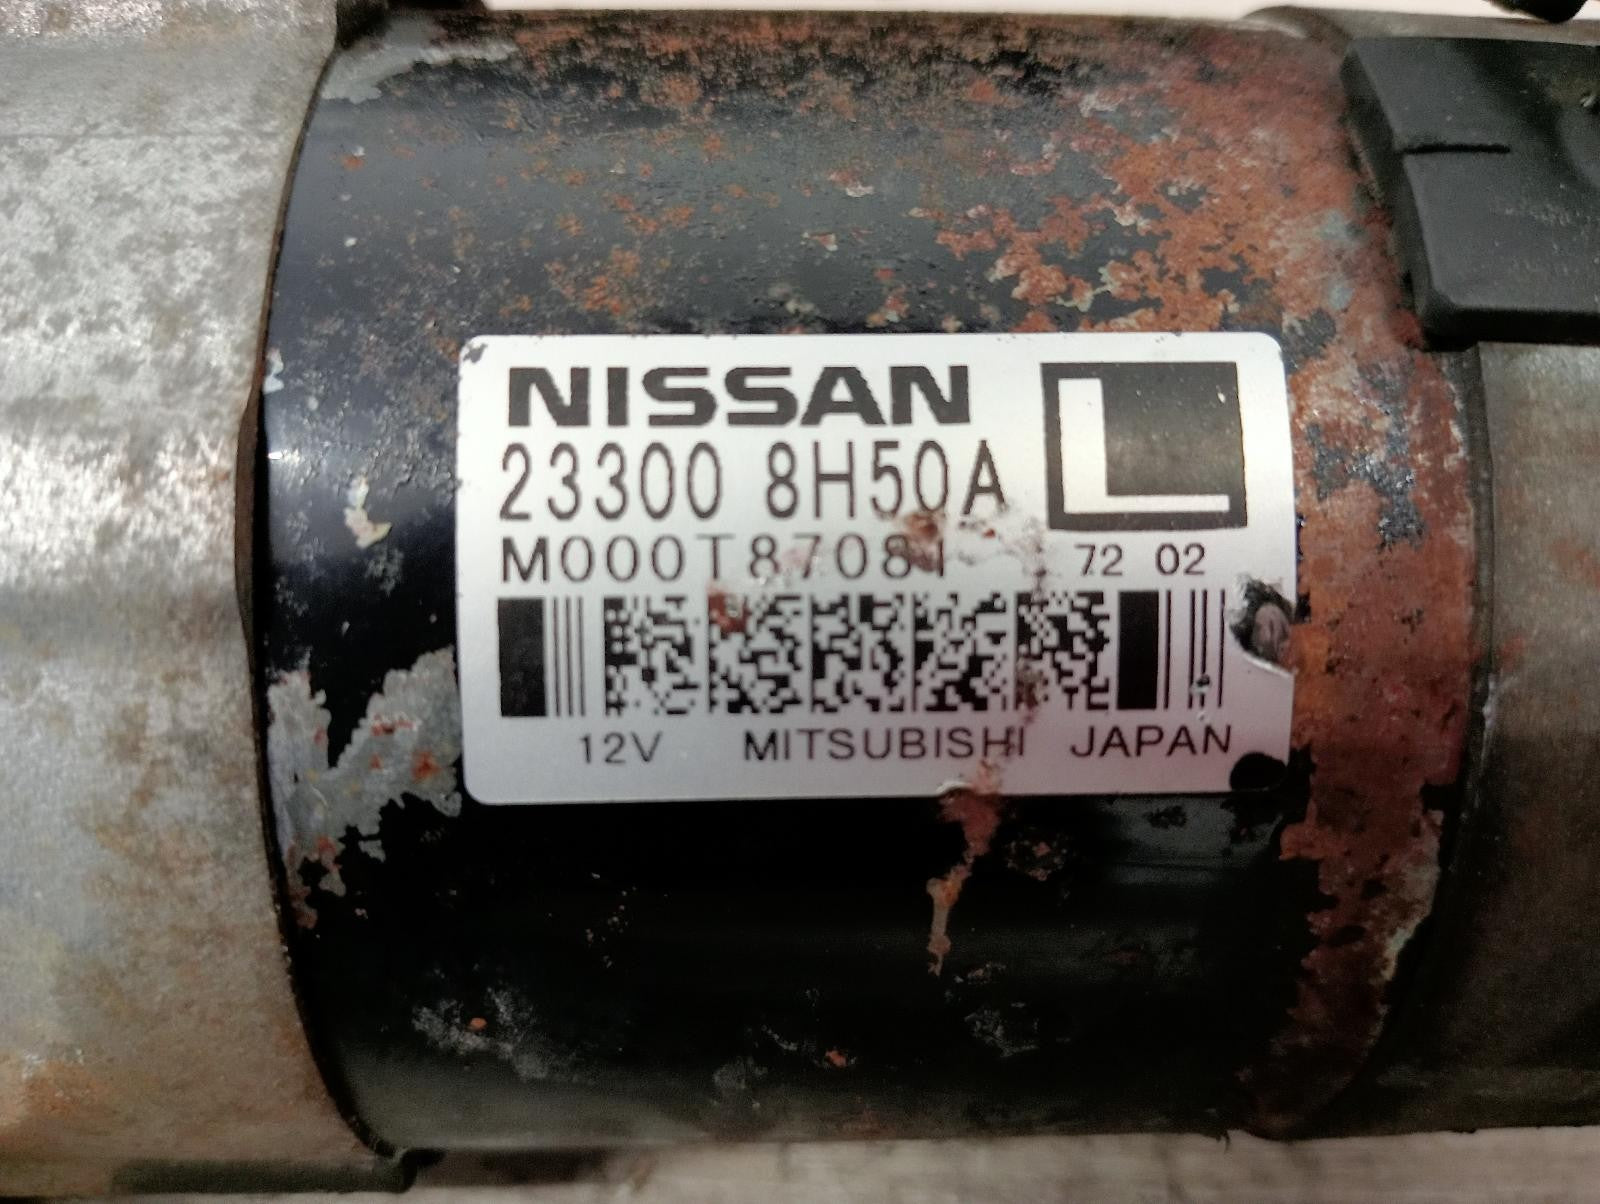 NISSAN
L
23300 8H50A
M000T87081
72 02
12V MITSUBISHI JAPAN